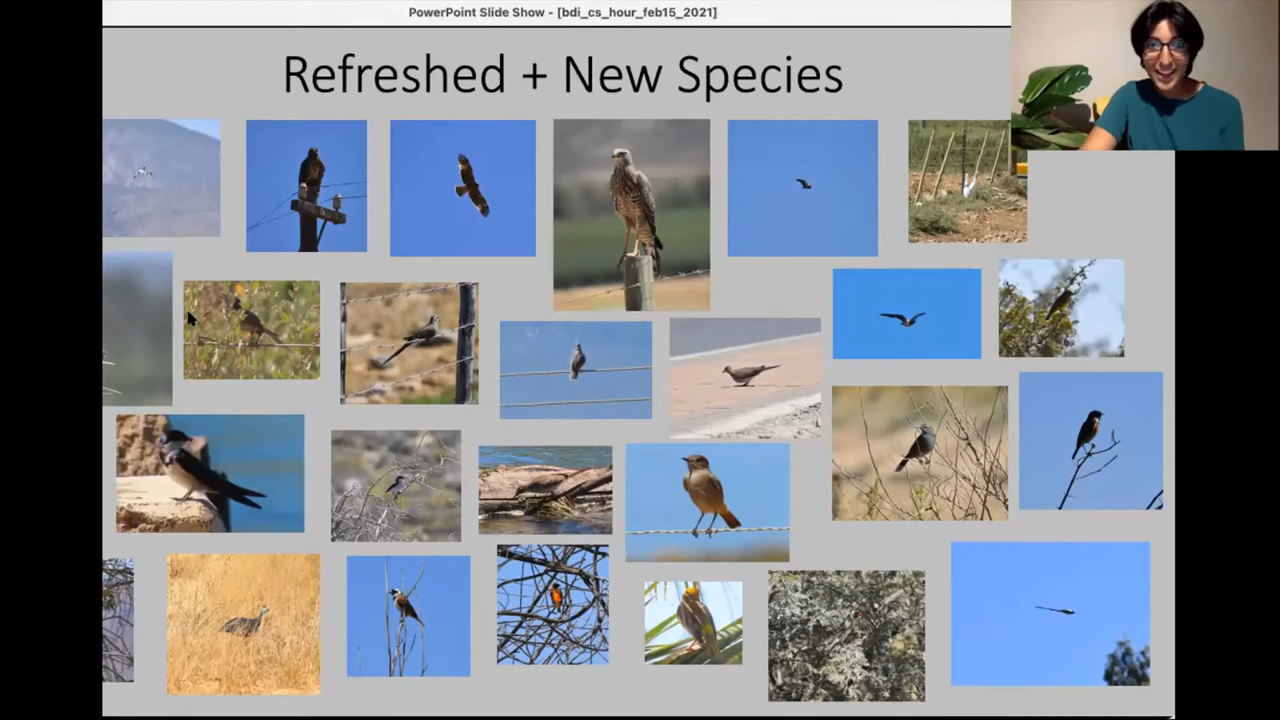 PowerPoint Slide Show - [bdi_cs_hour_feb15_2021]
Refreshed + New Species